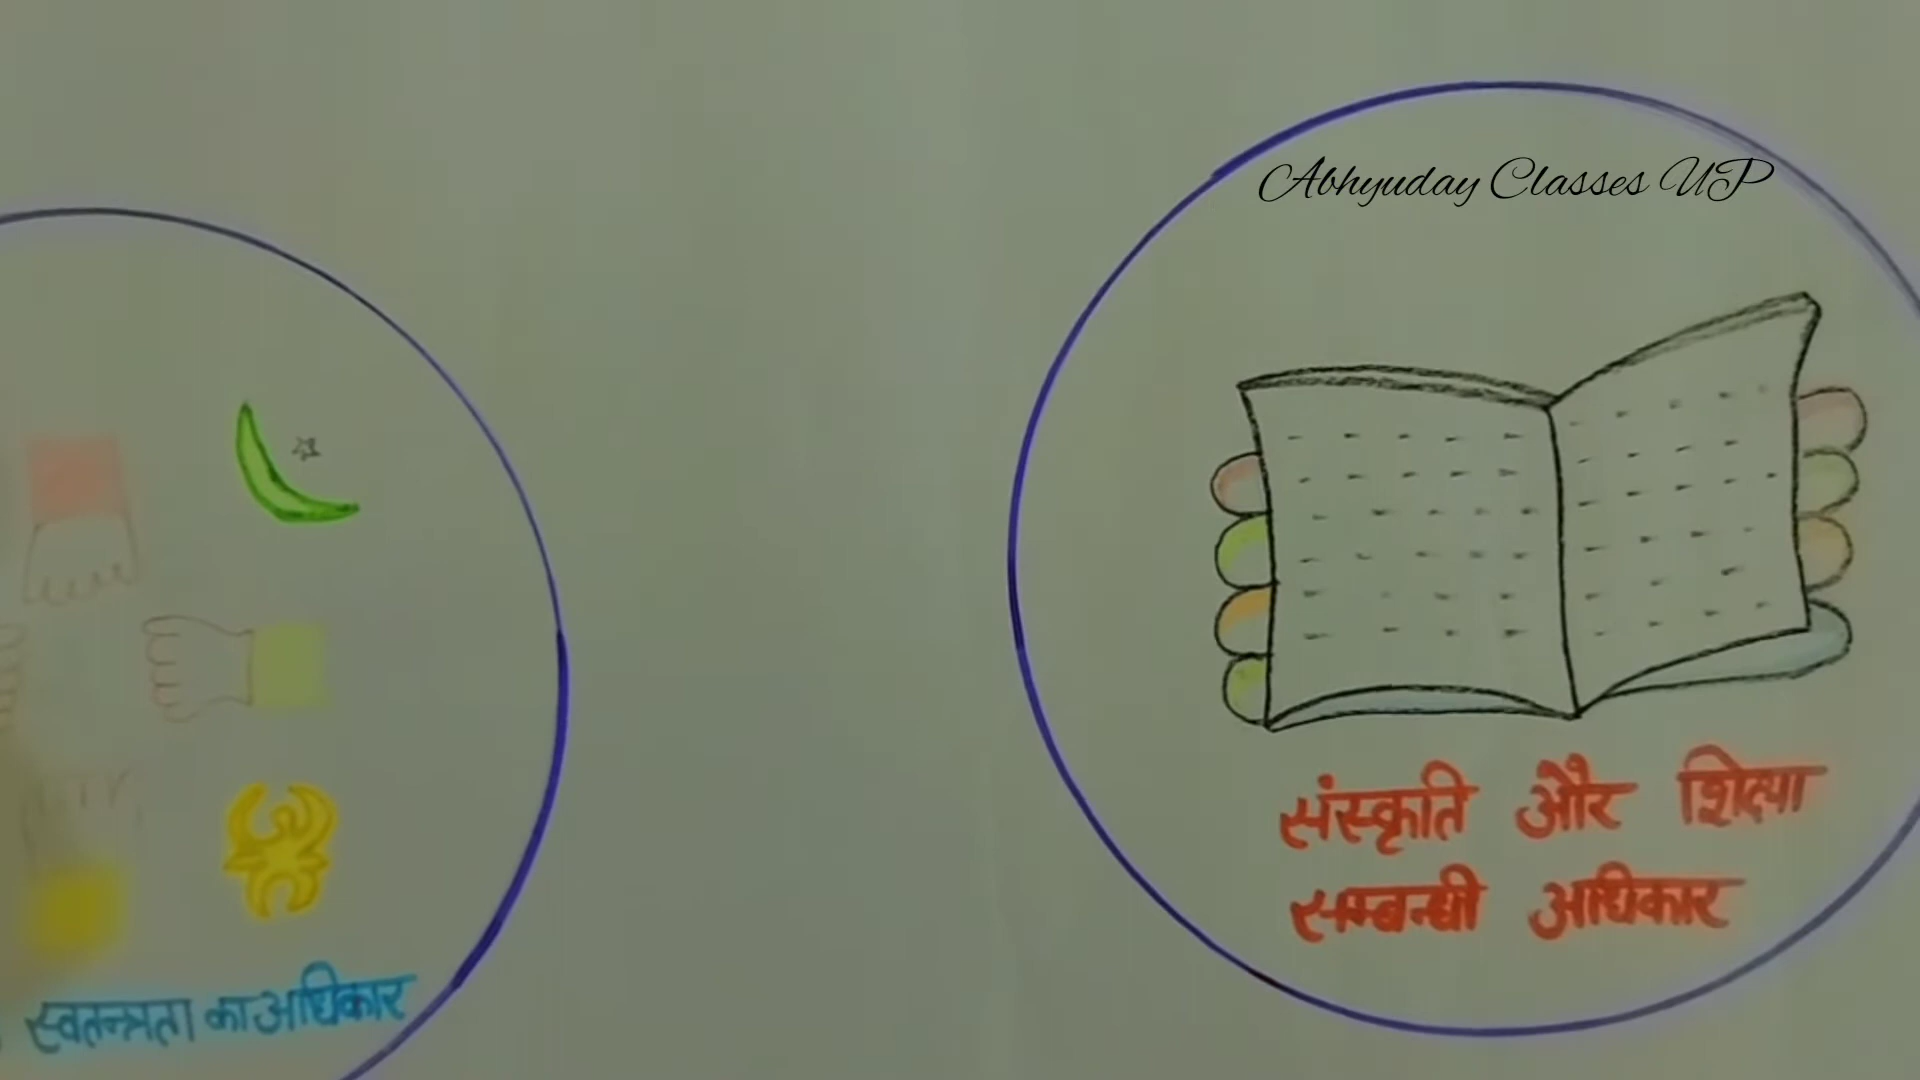 Abhyuday Classes UP
संस्कृति और शिक्षा
सम्बन्धी अधिकार
स्वतन्त्रता का अधिकार